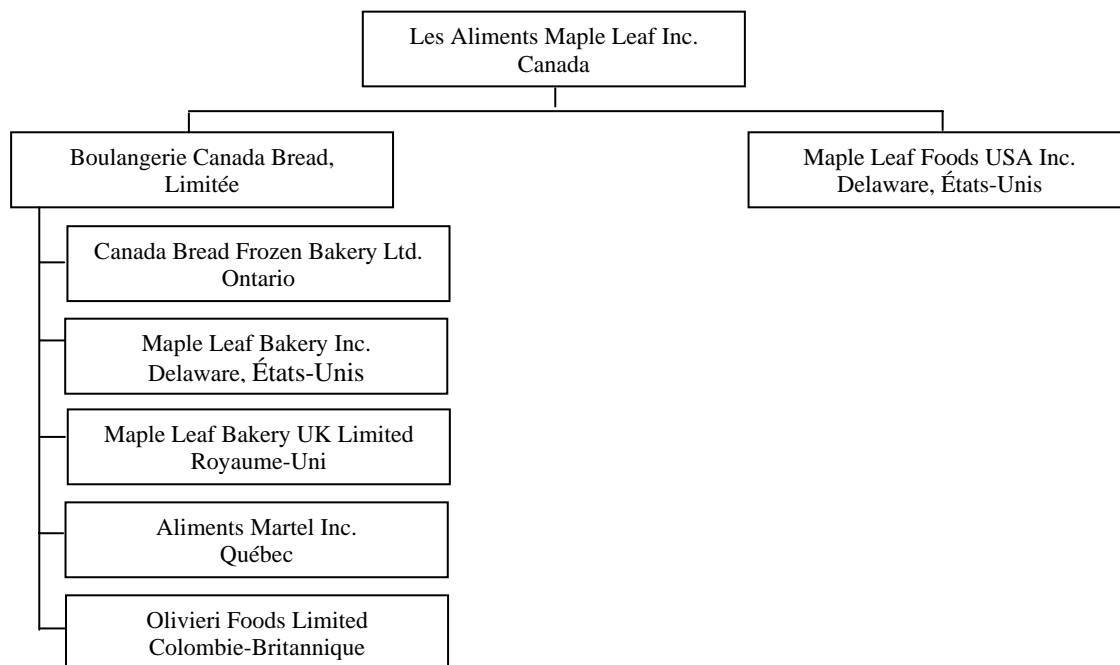 Les Aliments Maple Leaf Inc.
Canada
Boulangerie Canada Bread,
Limitée
Maple Leaf Foods USA Inc.
Delaware, États-Unis
Canada Bread Frozen Bakery Ltd.
Ontario
Maple Leaf Bakery Inc.
Delaware, États-Unis
Maple Leaf Bakery UK Limited
Royaume-Uni
Aliments Martel Inc.
Québec
Olivieri Foods Limited
Colombie-Britannique